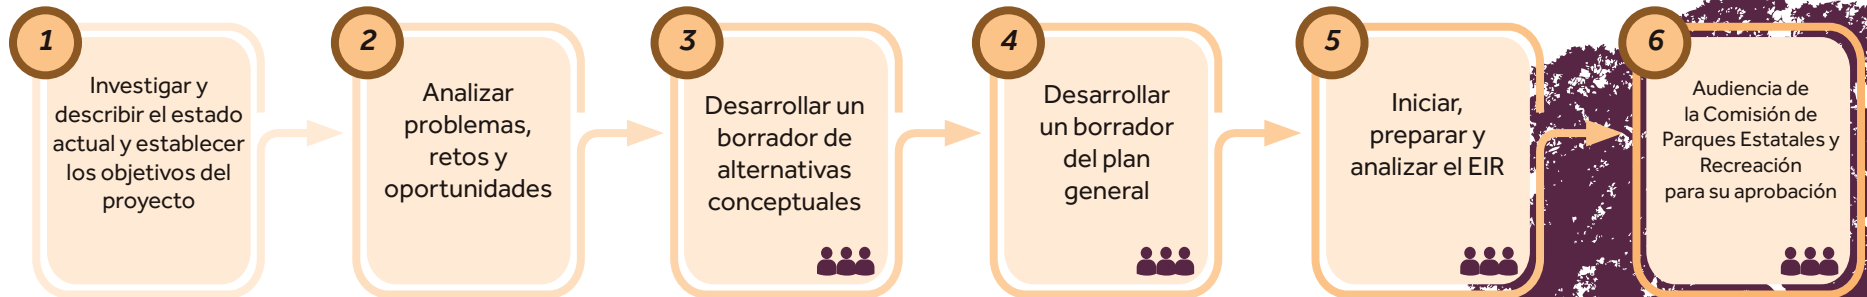 1
Investigar y
describir el estado
actual y establecer
los objetivos del
proyecto
2
Analizar
problemas,
retos y
oportunidades
3
Desarrollar un
borrador de
alternativas
conceptuales
4
Desarrollar
un borrador
del plan
general
5
Iniciar,
preparar y
analizar el EIR
6
Audiencia de
la Comisión de
Parques Estatales y
Recreación
para su aprobación